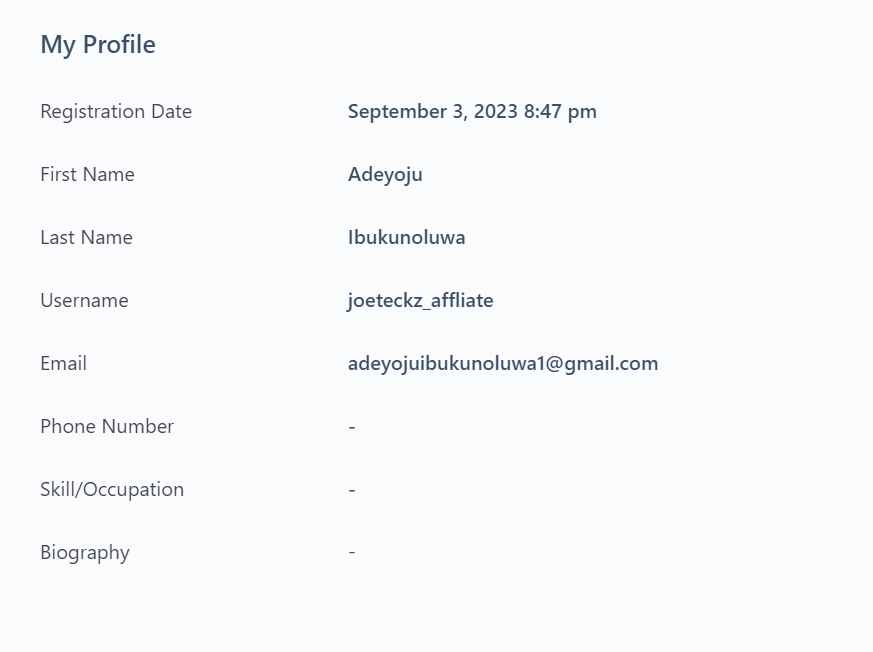 My Profile
Registration Date September 3, 2023 8:47 pm
First Name Adeyoju
Last Name Ibukunoluwa
Username joeteckz_affliate
Email adeyojuibukunoluwa1@gmail.com
Phone Number -
Skill/Occupation -
Biography -